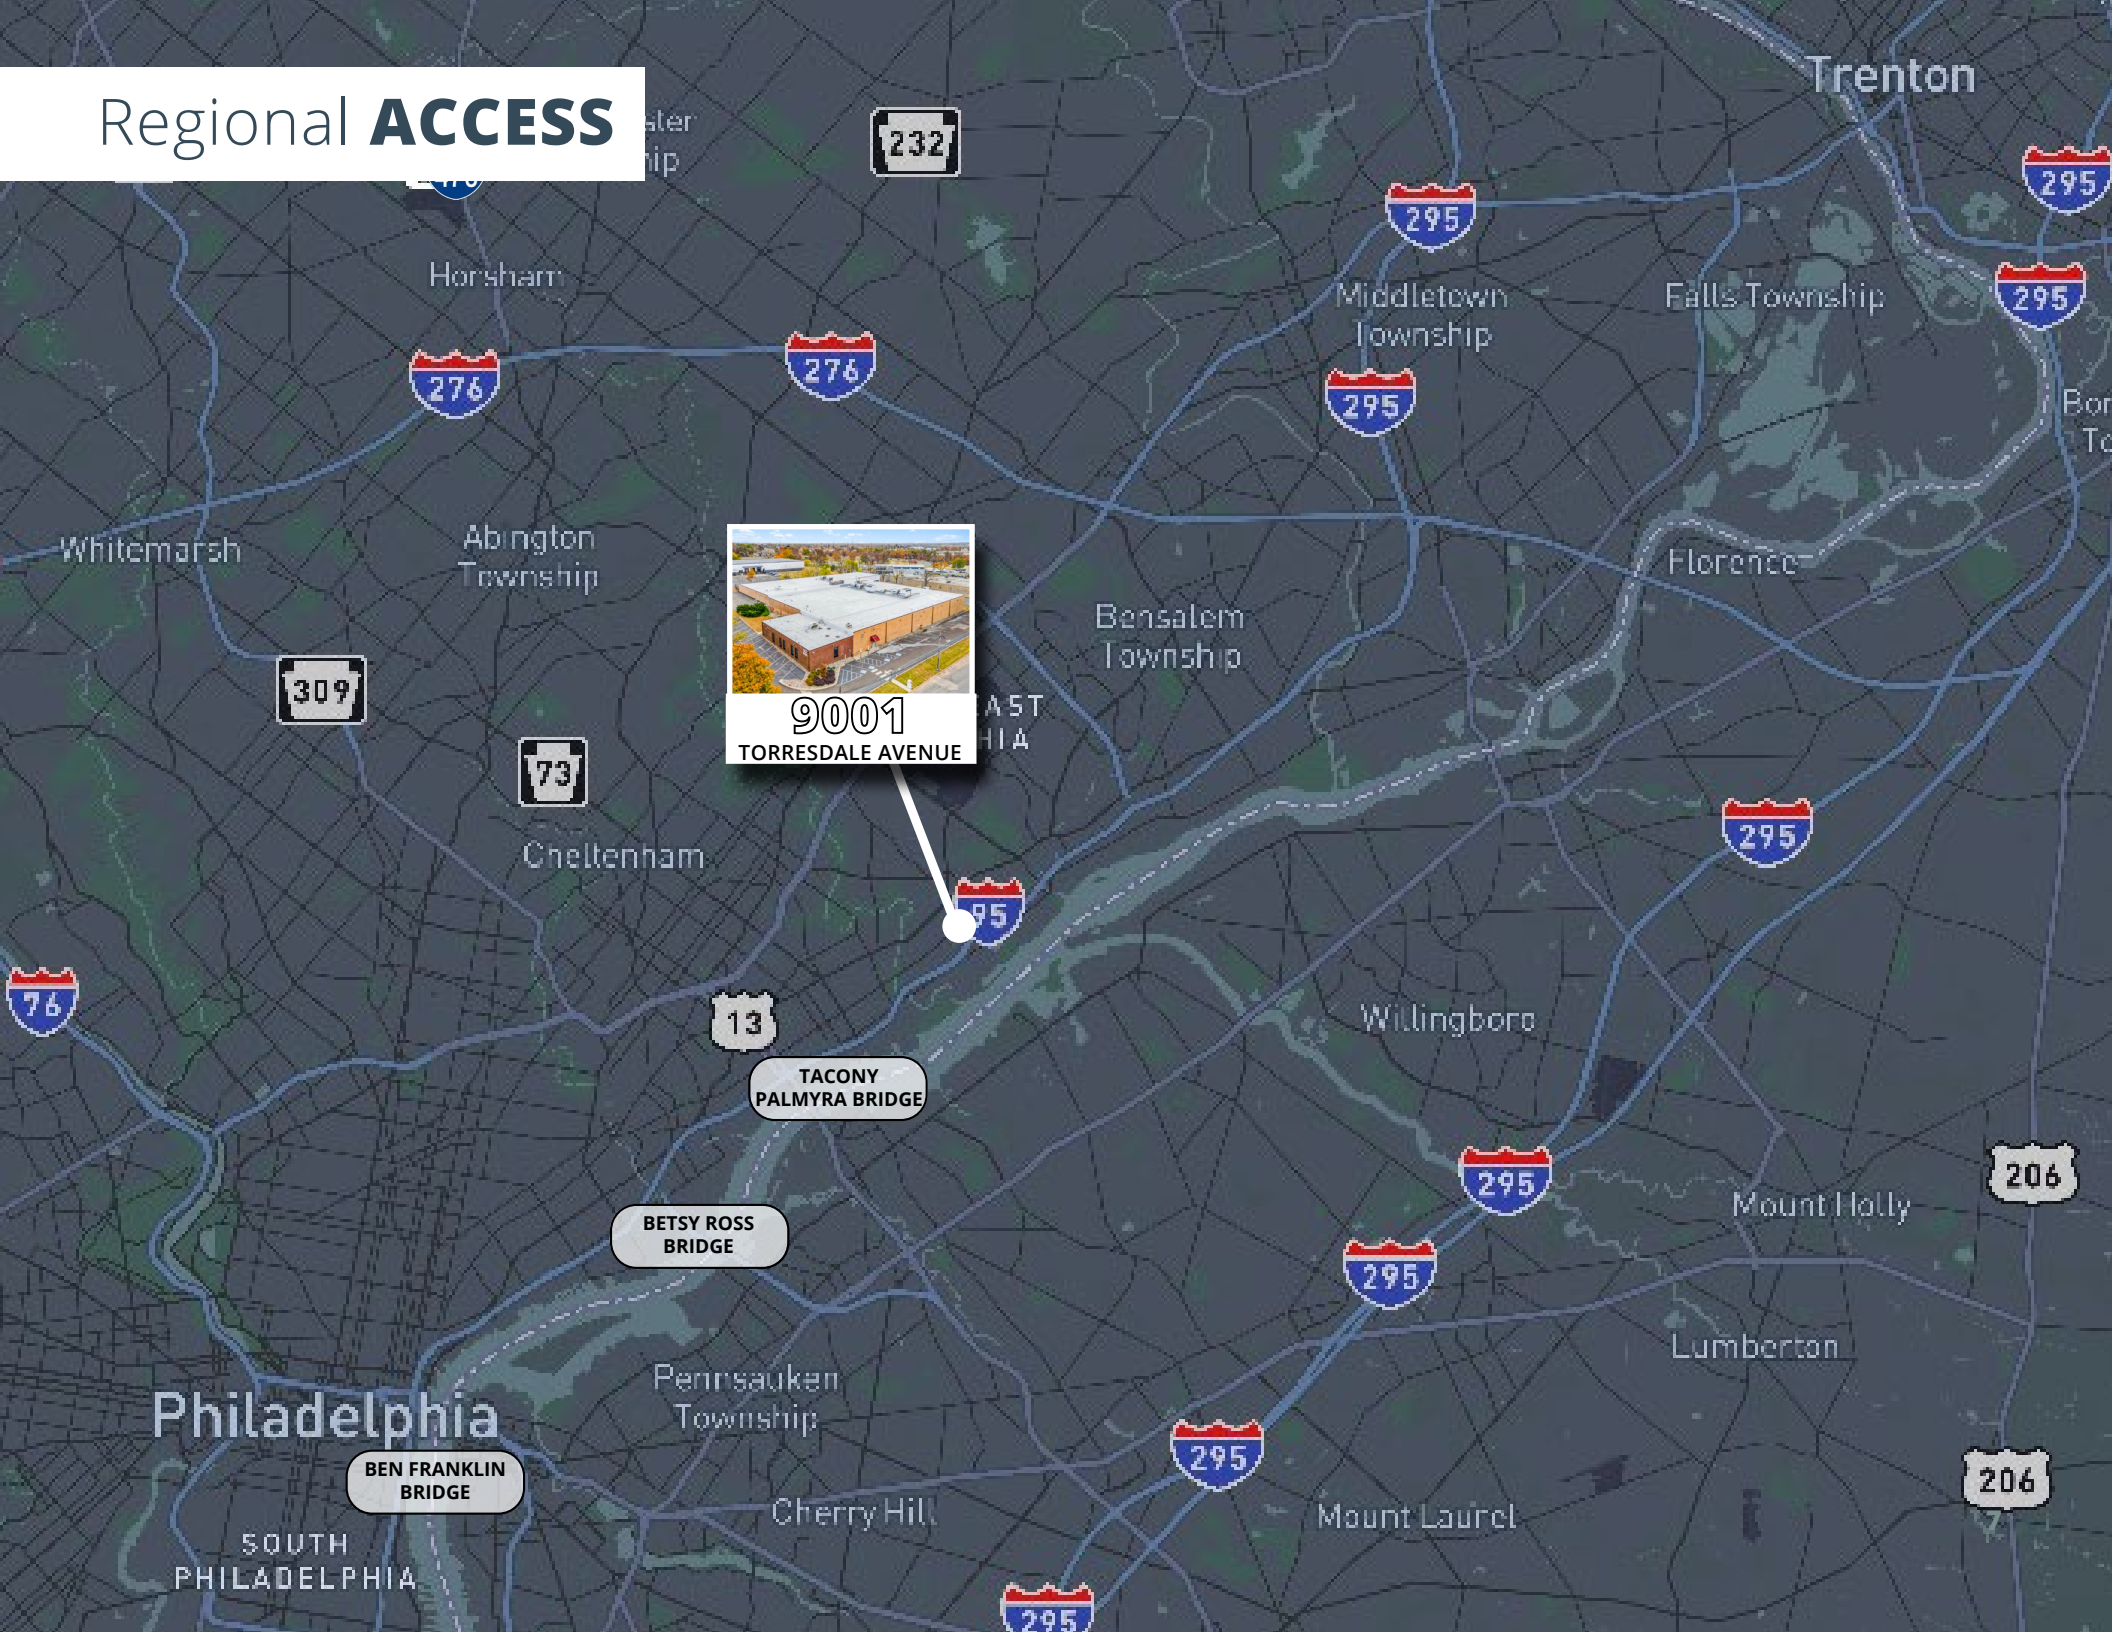 Regional ACCESS
Trenton
232
295
295
Horsham
276
276
Middletown
Township
Falls Township
295
295
Whitemarsh
Abington
Township
Florence
Bensalem
Township
309
9001
TORRESDALE AVENUE
73
Cheltenham
295
95
76
13
Willingboro
TACONY
PALMYRA BRIDGE
295
206
Mount Holly
BETSY ROSS
BRIDGE
295
Lumberton
Pennsauken
Township
Philadelphia
295
BEN FRANKLIN
BRIDGE
206
Cherry Hill
Mount Laurel
SOUTH
PHILADELPHIA
295